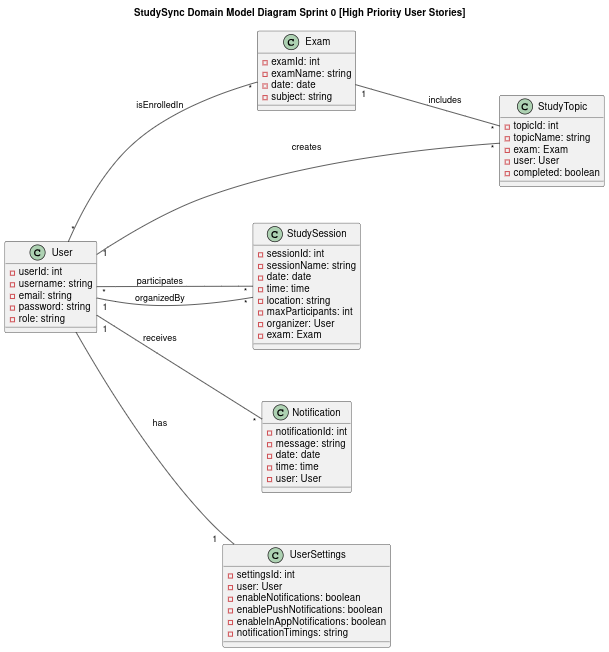 StudySync Domain Model Diagram Sprint 0 [High Priority User Stories]
C Exam
examId: int
examName: string
date: date
subject: string
isEnrolledIn
*
*
1
includes
*
C StudyTopic
topicId: int
topicName: string
exam: Exam
user: User
completed: boolean
creates
1
*
C User
userId: int
username: string
email: string
password: string
role: string
C StudySession
sessionId: int
sessionName: string
date: date
time: time
location: string
maxParticipants: int
organizer: User
exam: Exam
participates
*
*
organizedBy
1
*
receives
1
*
C Notification
notificationId: int
message: string
date: date
time: time
user: User
has
1
C UserSettings
settingsId: int
user: User
enableNotifications: boolean
enablePushNotifications: boolean
enableInAppNotifications: boolean
notificationTimings: string